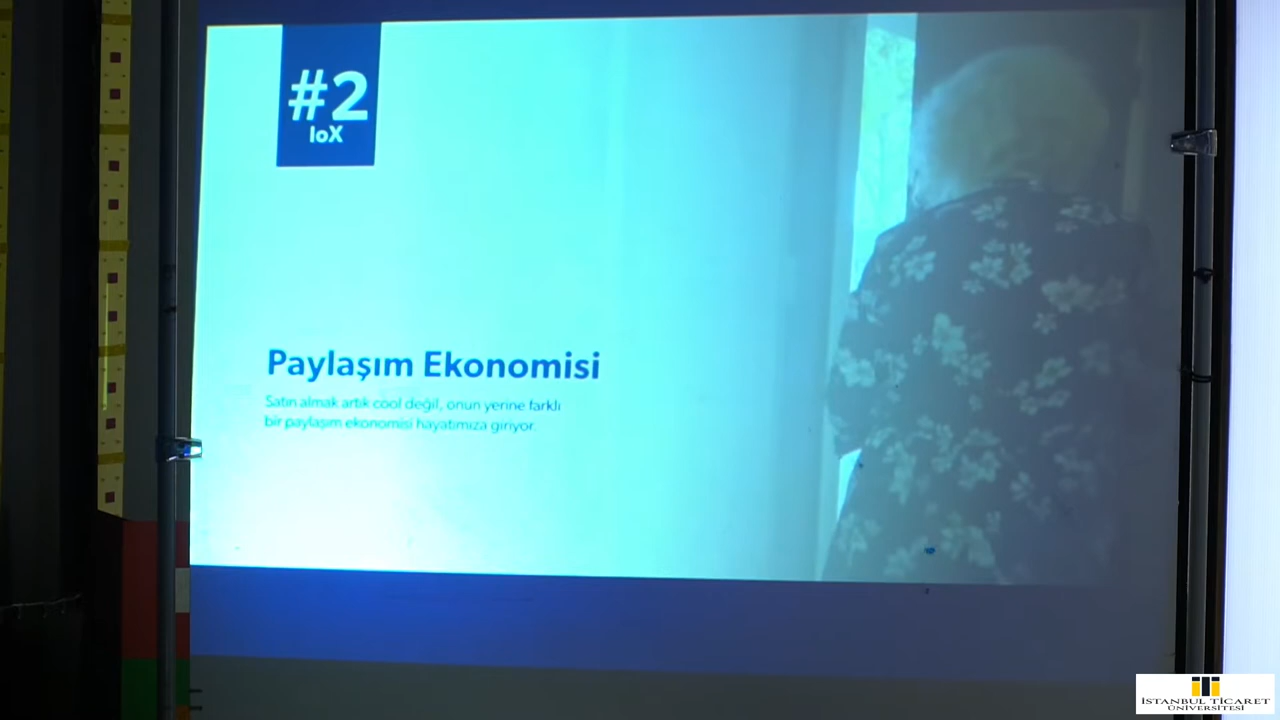 #2
IoX
Paylaşım Ekonomisi
Satın almak artık cool değil, onun yerine farklı
bir paylaşım ekonomisi hayatımıza giriyor.
İSTANBUL TİCARET
ÜNİVERSİTESİ